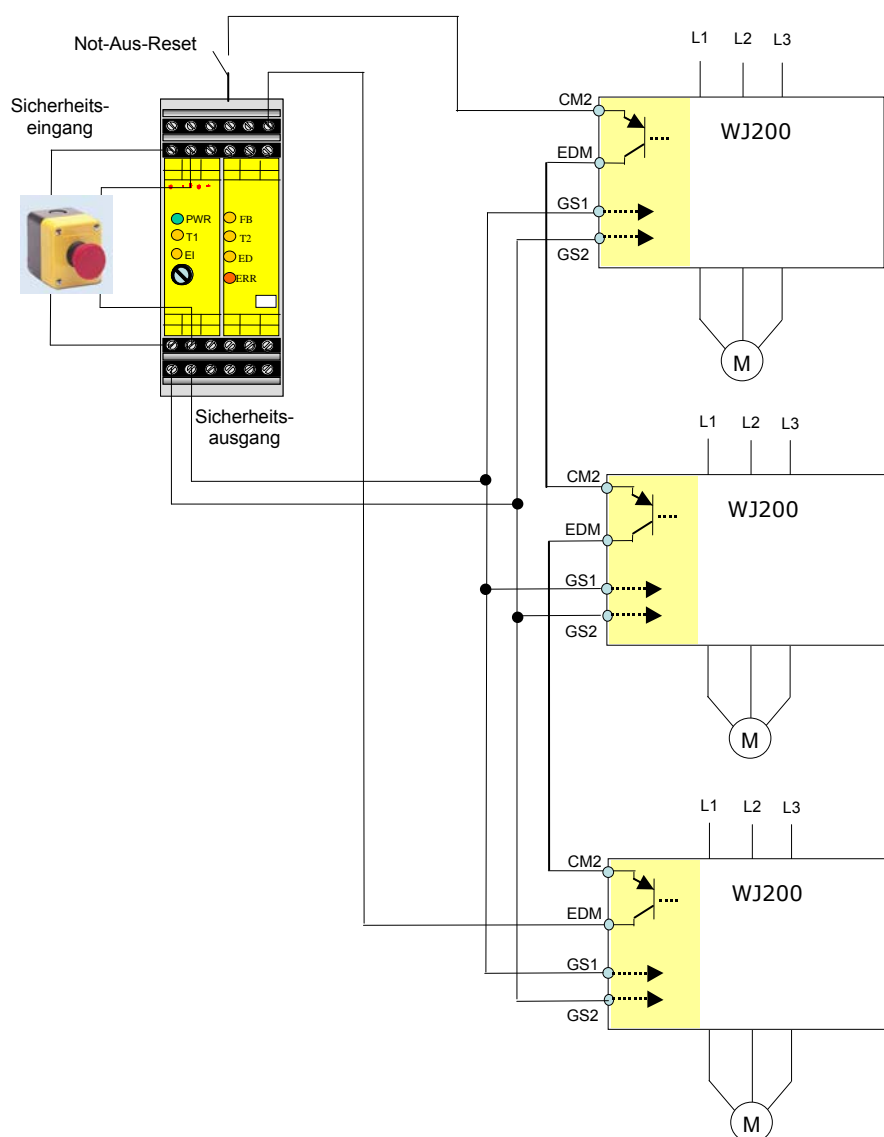 Not-Aus-Reset
Sicherheits-
eingang
PWR
T1
EI
FB
T2
ED
ERR
Sicherheits-
ausgang
L1 L2 L3
CM2
EDM
GS1
GS2
WJ200
M
L1 L2 L3
CM2
EDM
GS1
GS2
WJ200
M
L1 L2 L3
CM2
EDM
GS1
GS2
WJ200
M